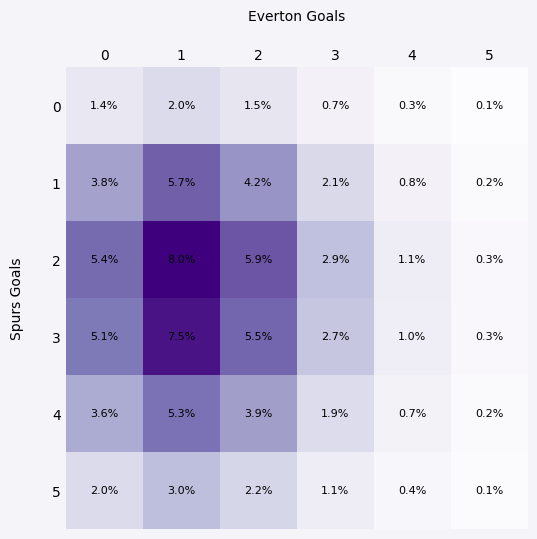 Everton Goals
0 1 2 3 4 5
0 1.4% 2.0% 1.5% 0.7% 0.3% 0.1%
1 3.8% 5.7% 4.2% 2.1% 0.8% 0.2%
2 5.4% 8.0% 5.9% 2.9% 1.1% 0.3%
3 5.1% 7.5% 5.5% 2.7% 1.0% 0.3%
4 3.6% 5.3% 3.9% 1.9% 0.7% 0.2%
5 2.0% 3.0% 2.2% 1.1% 0.4% 0.1%
Spurs Goals